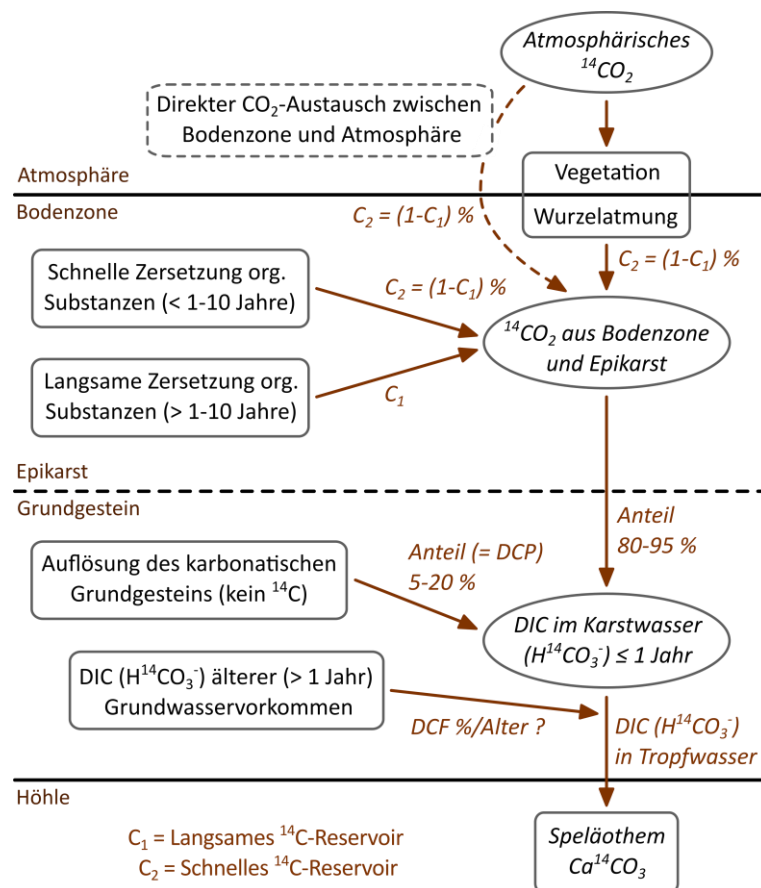 Atmosphärisches
¹⁴CO₂
Direkter CO₂-Austausch zwischen
Bodenzone und Atmosphäre
Atmosphäre
Vegetation
Bodenzone
Wurzelatmung
C₂ = (1-C₁) %
C₂ = (1-C₁) %
Schnelle Zersetzung org.
Substanzen (< 1-10 Jahre)
C₂ = (1-C₁) %
¹⁴CO₂ aus Bodenzone
und Epikarst
Langsame Zersetzung org.
Substanzen (> 1-10 Jahre)
C₁
Epikarst
Grundgestein
Anteil
80-95 %
Auflösung des karbonatischen
Grundgesteins (kein ¹⁴C)
Anteil (= DCP)
5-20 %
DIC im Karstwasser
(H¹⁴CO₃⁻) ≤ 1 Jahr
DIC (H¹⁴CO₃⁻) älterer (> 1 Jahr)
Grundwasservorkommen
DCF %/Alter ?
DIC (H¹⁴CO₃⁻)
in Tropfwasser
Höhle
C₁ = Langsames ¹⁴C-Reservoir
C₂ = Schnelles ¹⁴C-Reservoir
Speläothem
Ca¹⁴CO₃